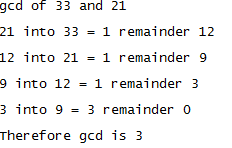 gcd of 33 and 21
21 into 33 = 1 remainder 12
12 into 21 = 1 remainder 9
9 into 12 = 1 remainder 3
3 into 9 = 3 remainder 0
Therefore gcd is 3